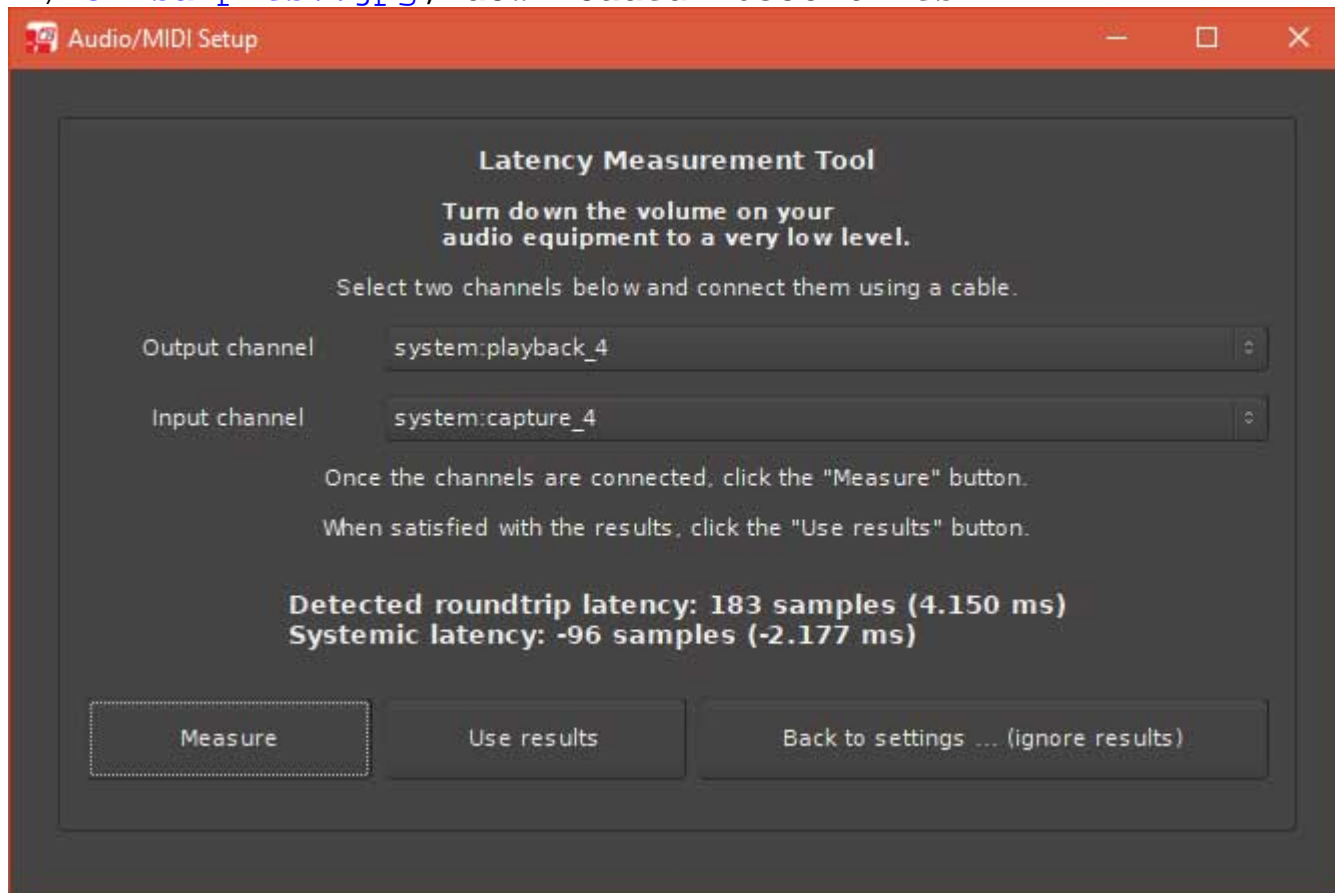 Audio/MIDI Setup
Latency Measurement Tool
Turn down the volume on your
audio equipment to a very low level.
Select two channels below and connect them using a cable.
Output channel system:playback_4
Input channel system:capture_4
Once the channels are connected, click the "Measure" button.
When satisfied with the results, click the "Use results" button.
Detected roundtrip latency: 183 samples (4.150 ms)
Systemic latency: -96 samples (-2.177 ms)
Measure Use results Back to settings ... (ignore results)